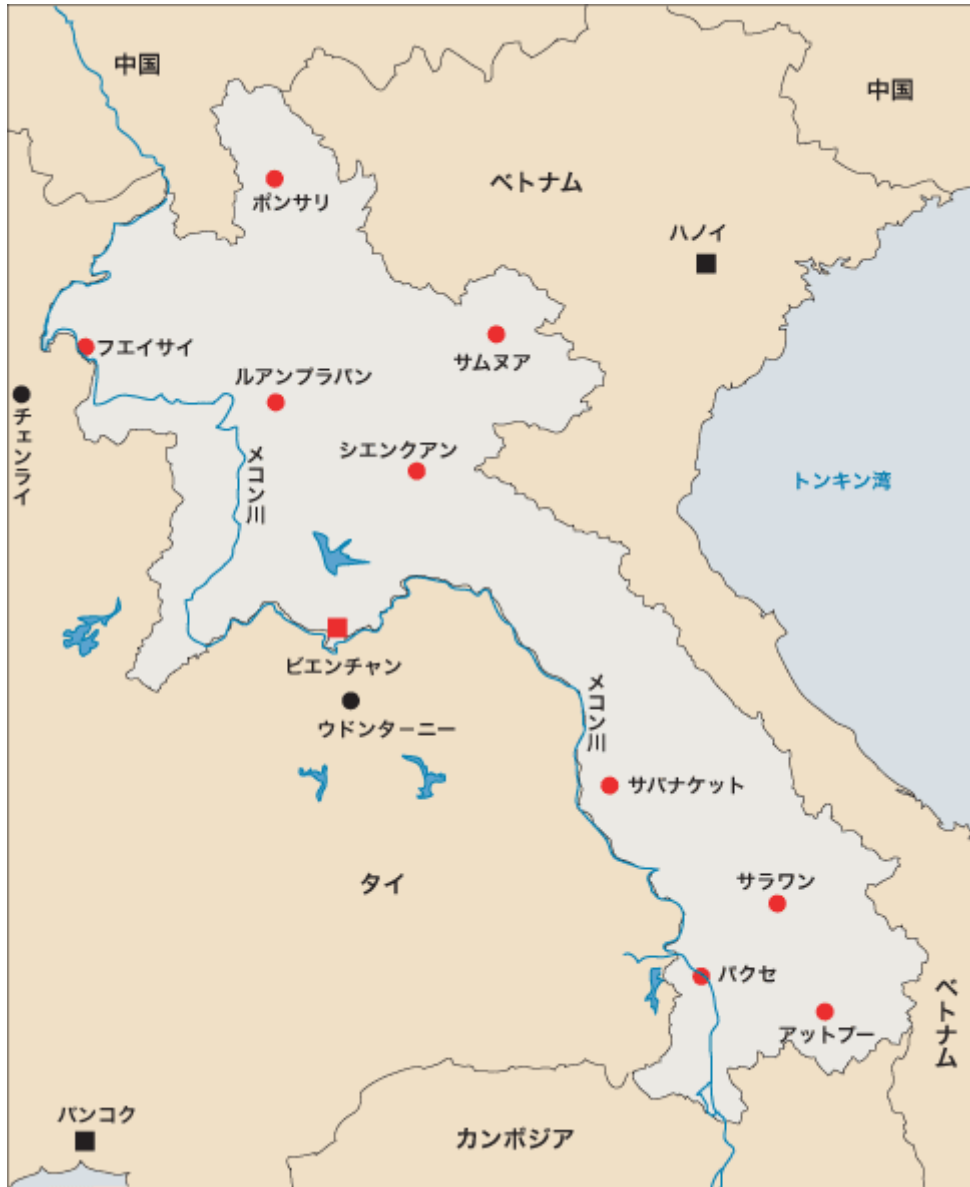 中国
中国
ポンサリ
ベトナム
ハノイ
フエイサイ
サムヌア
ルアンプラバン
チェンライ
シエンクアン
メコン川
トンキン湾
ビエンチャン
メコン川
ウドンターニー
サバナケット
タイ
サラワン
パクセ
ベトナム
アットプー
バンコク
カンボジア